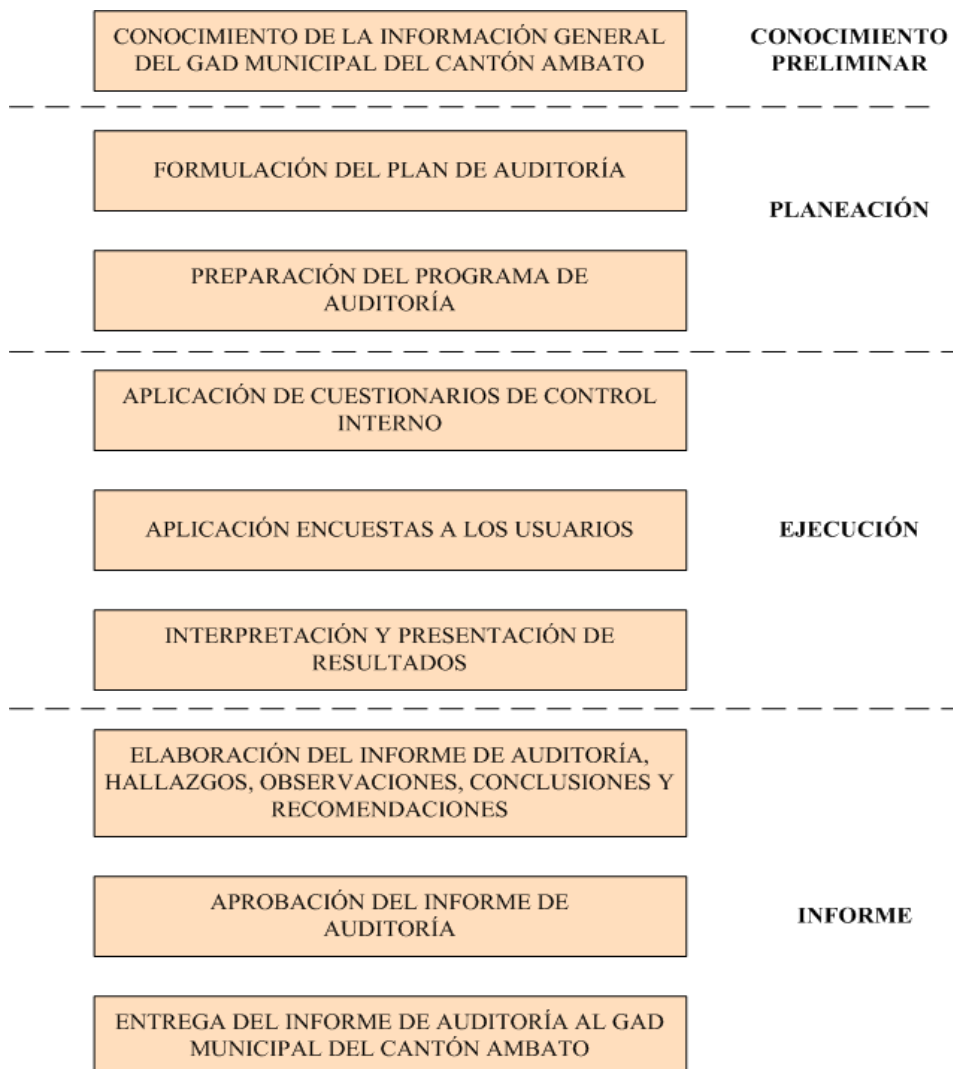 CONOCIMIENTO DE LA INFORMACIÓN GENERAL
DEL GAD MUNICIPAL DEL CANTÓN AMBATO
CONOCIMIENTO
PRELIMINAR
FORMULACIÓN DEL PLAN DE AUDITORÍA
PLANEACIÓN
PREPARACIÓN DEL PROGRAMA DE
AUDITORÍA
APLICACIÓN DE CUESTIONARIOS DE CONTROL
INTERNO
APLICACIÓN ENCUESTAS A LOS USUARIOS
EJECUCIÓN
INTERPRETACIÓN Y PRESENTACIÓN DE
RESULTADOS
ELABORACIÓN DEL INFORME DE AUDITORÍA,
HALLAZGOS, OBSERVACIONES, CONCLUSIONES Y
RECOMENDACIONES
APROBACIÓN DEL INFORME DE
AUDITORÍA
INFORME
ENTREGA DEL INFORME DE AUDITORÍA AL GAD
MUNICIPAL DEL CANTÓN AMBATO